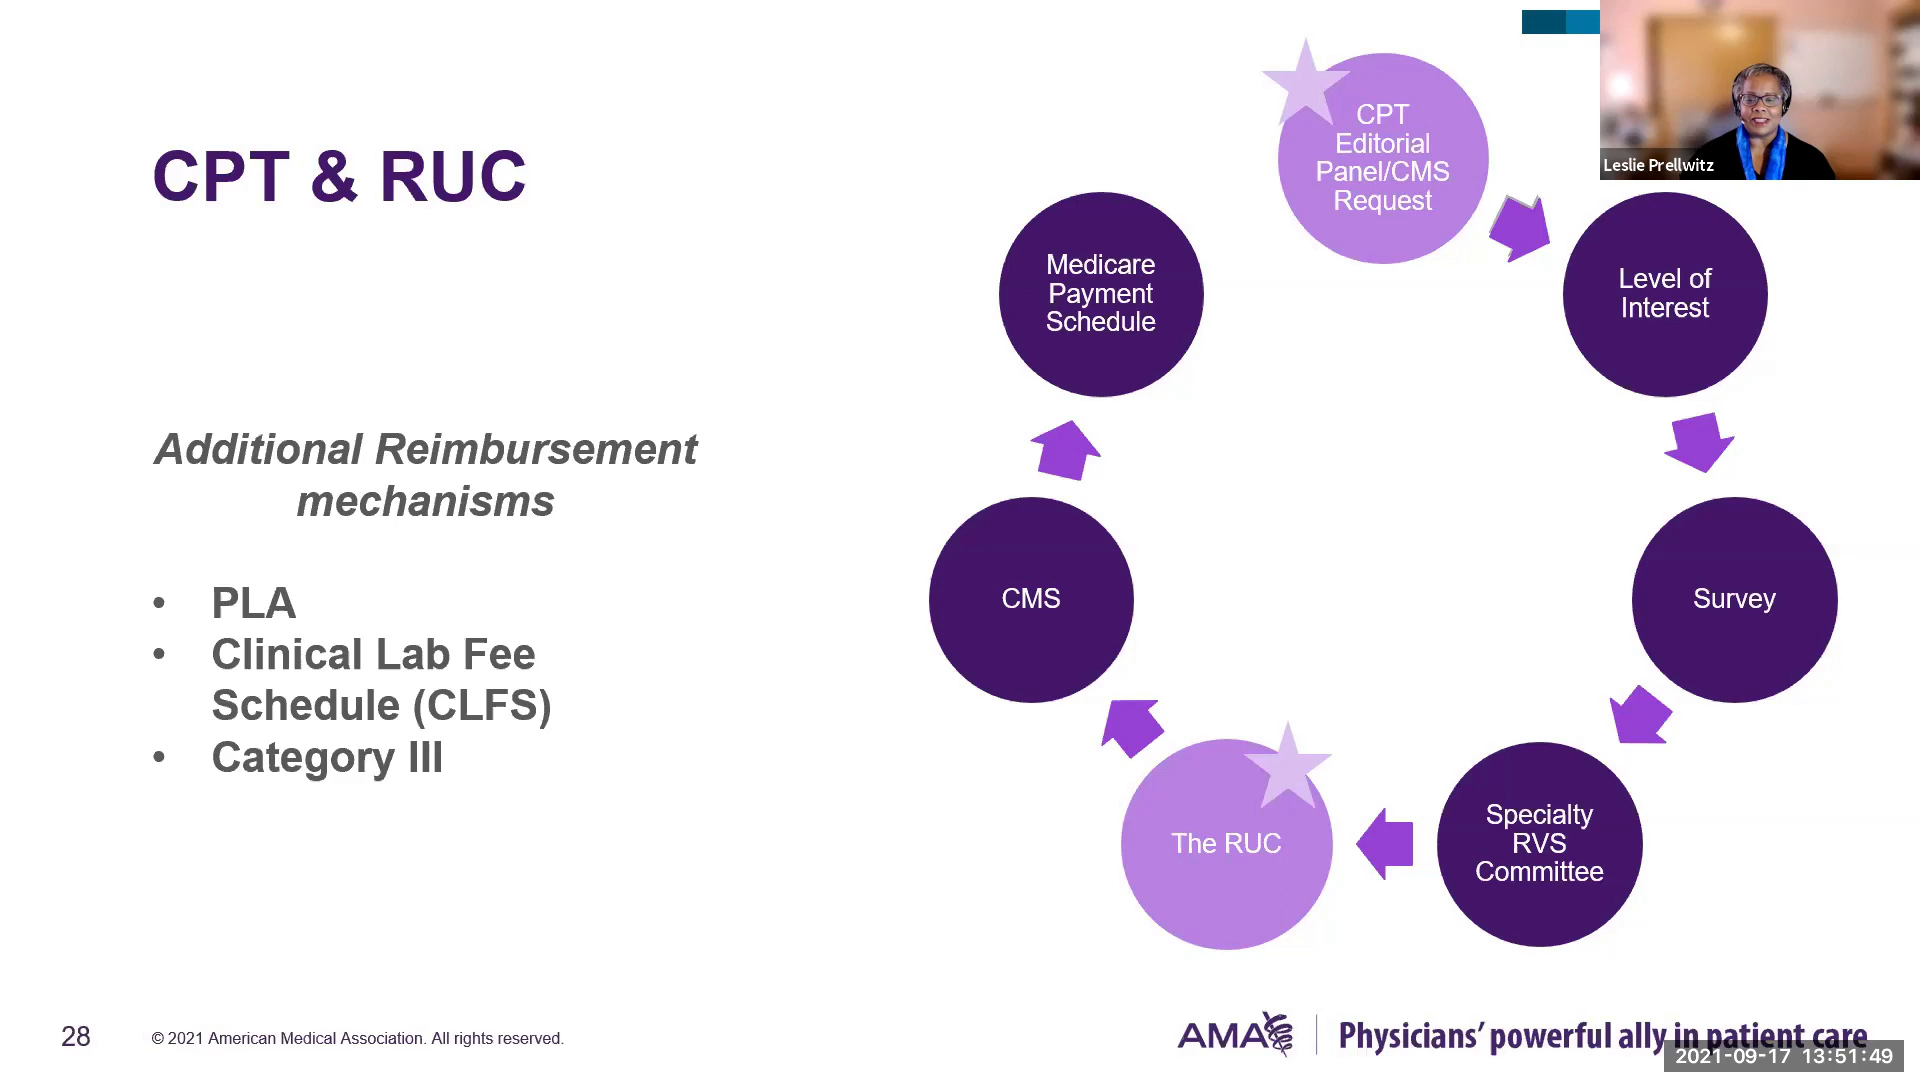 CPT & RUC
Additional Reimbursement
mechanisms
• PLA
• Clinical Lab Fee
Schedule (CLFS)
• Category III
CPT
Editorial
Panel/CMS
Request
Level of
Interest
Survey
Specialty
RVS
Committee
The RUC
CMS
Medicare
Payment
Schedule
Leslie Prellwitz
28
© 2021 American Medical Association. All rights reserved.
AMA
Physicians’ powerful ally in patient care
2021-09-17 13:51:49